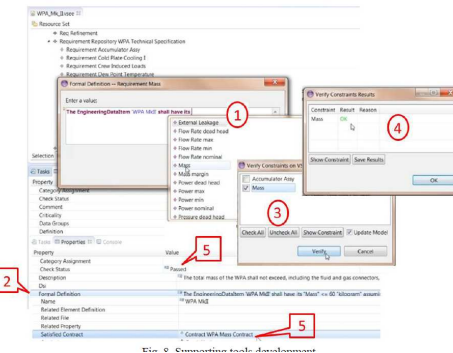 WPA_Mk_II.vsee
Resource Set
Req Refinement
Requirement Repository WPA Technical Specification
Requirement Accumulator Assy
Requirement Cold Plate Cooling I
Requirement Crew Induced Loads
Requirement Dew Point Temperature
Formal Definition -- Requirement Mass
Enter a value:
The EngineeringDataItem WPA MkII shall have its
1
External Leakage
Flow Rate dead head
Flow Rate max
Flow Rate min
Flow Rate nominal
Mass
Mass margin
Power dead head
Power max
Power min
Power nominal
Pressure dead head
Verify Constraints Results
Constraint Result Reason
Mass OK
4
Show Constraint Save Results
OK
Verify Constraints on VS
Accumulator Assy
Mass
3
Check All Uncheck All Show Constraint Update Model
Verify Cancel
Selection
Tasks
Property
Category Assignment
Check Status
Comment
Criticality
Data Groups
Definition
Tasks Properties Console
Property Value
5
Category Assignment
Check Status Passed
Description The total mass of the WPA shall not exceed, including the fluid and gas connectors,
2
Formal Definition The EngineeringDataItem WPA MkII shall have its "Mass" <= 60 "kilogram" assumi
Name WPA MkII
Related Element Definition
Related File
Related Property
5
Satisfied Contract Contract WPA Mass Contract
Fig. 8. Supporting tools development